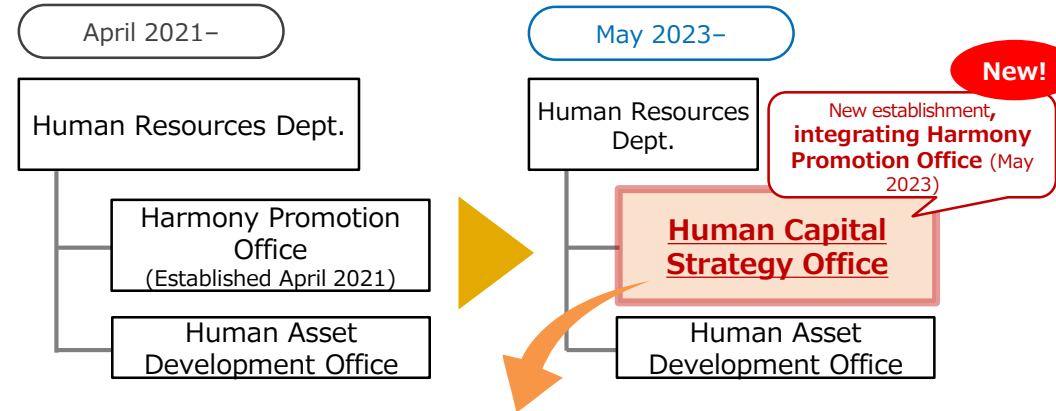 April 2021–
Human Resources Dept.
Harmony Promotion
Office
(Established April 2021)
Human Asset
Development Office
May 2023–
Human Resources
Dept.
New!
New establishment,
integrating Harmony
Promotion Office (May
2023)
Human Capital
Strategy Office
Human Asset
Development Office